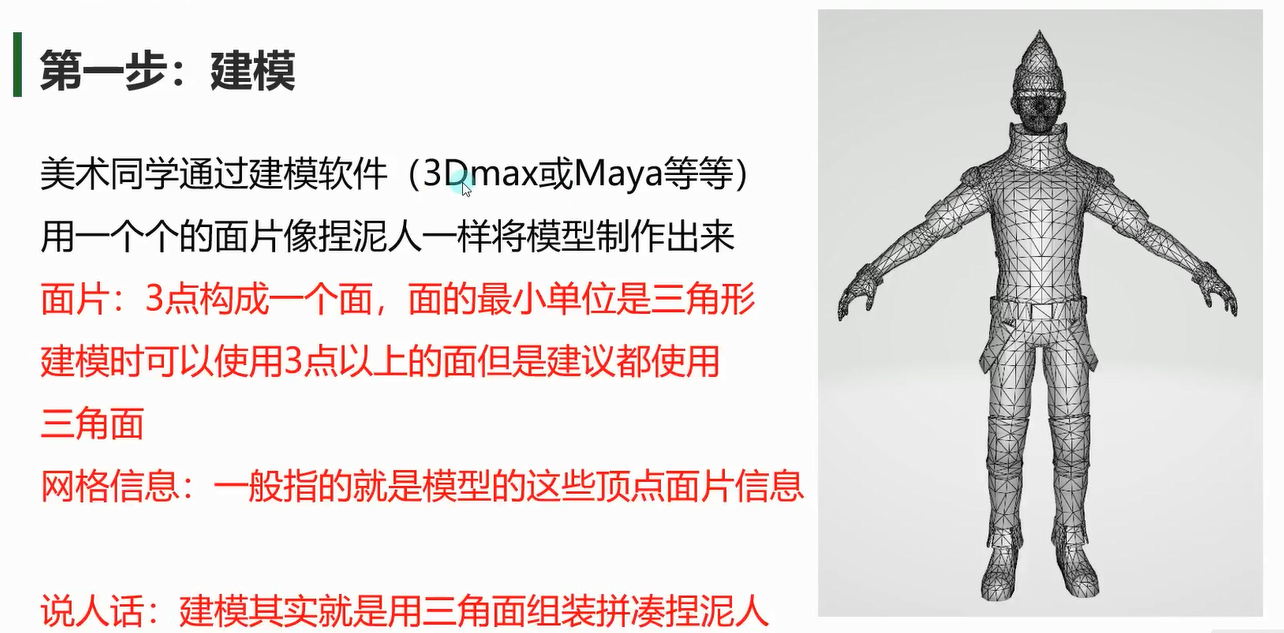 第一步：建模
美术同学通过建模软件（3Dmax或Maya等等）
用一个个的面片像捏泥人一样将模型制作出来
面片：3点构成一个面，面的最小单位是三角形
建模时可以使用3点以上的面但是建议都使用
三角面
网格信息：一般指的就是模型的这些顶点面片信息
说人话：建模其实就是用三角面组装拼凑捏泥人